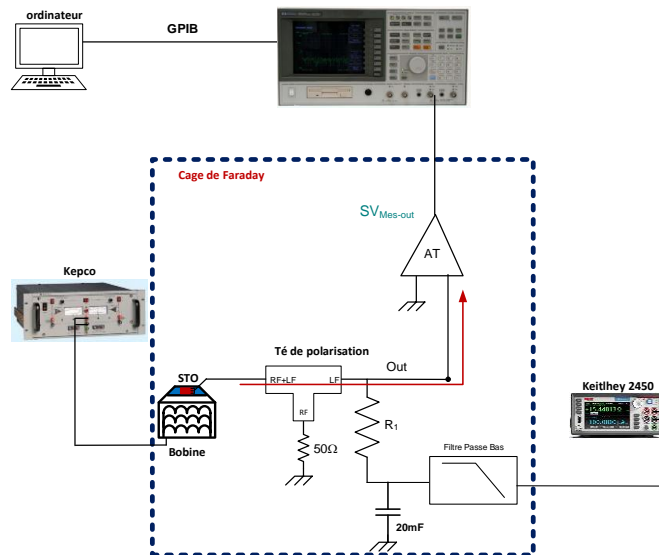 ordinateur
GPIB
Cage de Faraday
SVMes-out
AT
Kepco
Té de polarisation
STO
RF+LF
LF
Out
RF
Keitlhey 2450
R1
50Ω
Filtre Passe Bas
Bobine
20mF